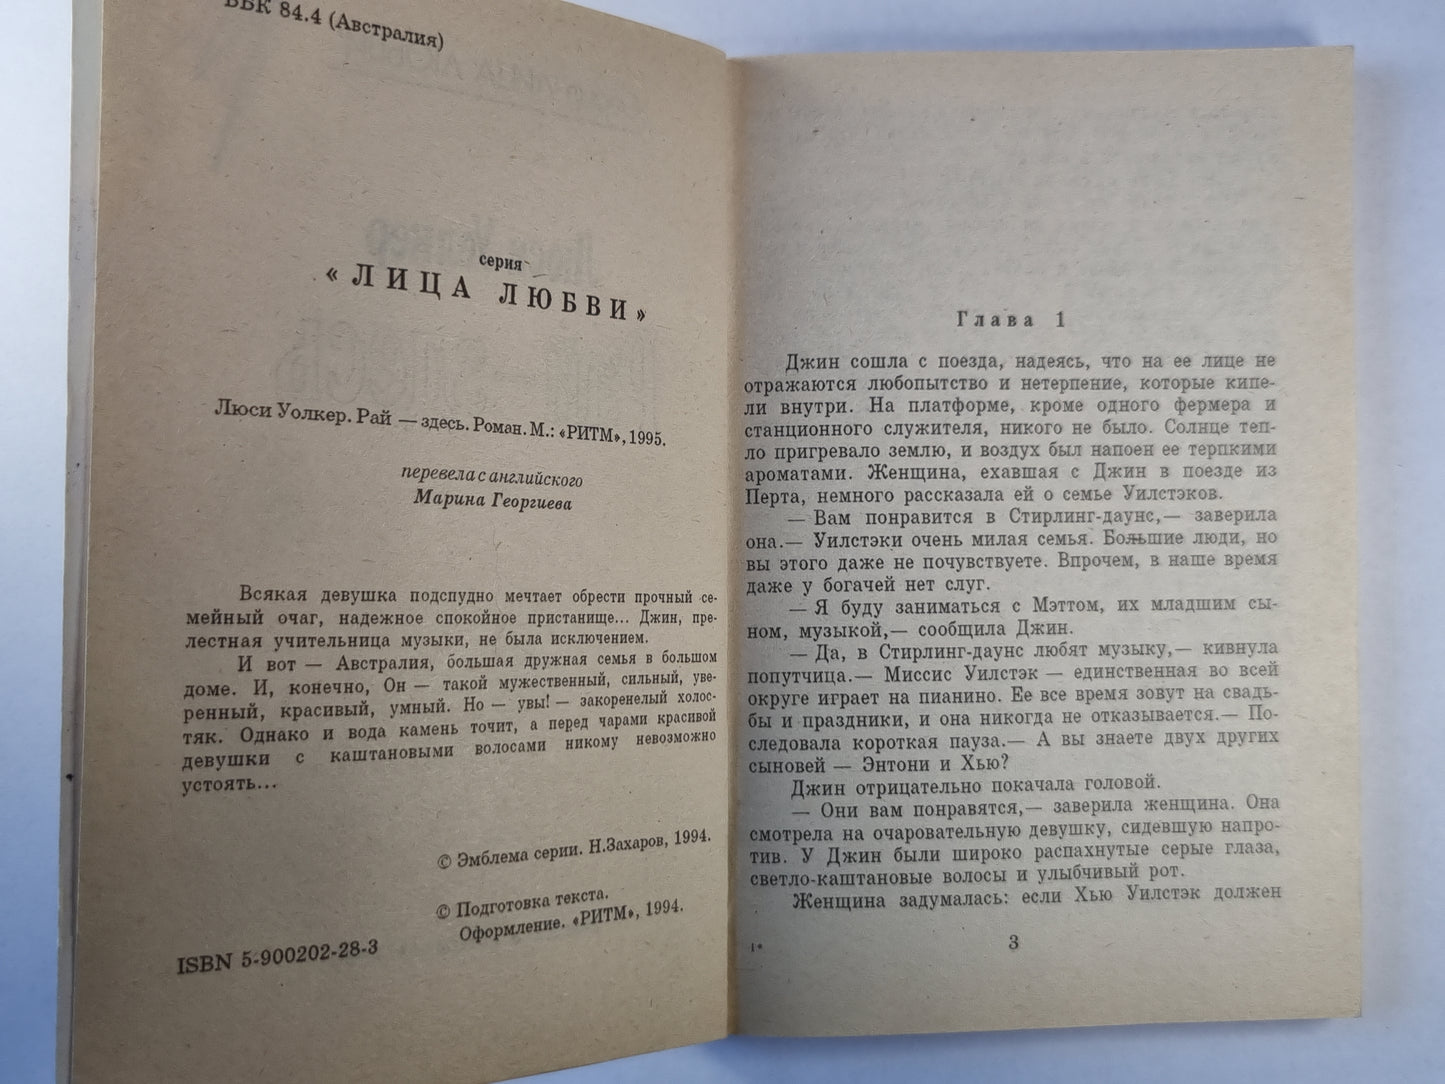 ББК 84.4 (Австралия)
серия
« ЛИЦА ЛЮБВИ»
Люси Уолкер. Рай — здесь. Роман. М.: «РИТМ», 1995.
перевела с английского
Марина Георгиева
Всякая девушка подспудно мечтает обрести прочный се-
мейный очаг, надежное спокойное пристанище... Джин, пре-
лестная учительница музыки, не была исключением.
И вот — Австралия, большая дружная семья в большом
доме. И, конечно, Он — такой мужественный, сильный, уве-
ренный, красивый, умный. Но — увы! — закоренелый холос-
тяк. Однако и вода камень точит, а перед чарами красивой
девушки с каштановыми волосами никому невозможно
устоять...
© Эмблема серии. Н.Захаров, 1994.
© Подготовка текста.
Оформление. «РИТМ», 1994.
ISBN 5-900202-28-3
Глава 1
Джин сошла с поезда, надеясь, что на ее лице не
отражаются любопытство и нетерпение, которые кипе-
ли внутри. На платформе, кроме одного фермера и
станционного служителя, никого не было. Солнце теп-
ло пригревало землю, и воздух был напоен ее терпкими
ароматами. Женщина, ехавшая с Джин в поезде из
Перта, немного рассказала ей о семье Уилстэков.
— Вам понравится в Стирлинг-даунс,— заверила
она.— Уилстэки очень милая семья. Большие люди, но
вы этого даже не почувствуете. Впрочем, в наше время
даже у богачей нет слуг.
— Я буду заниматься с Мэттом, их младшим сы-
ном, музыкой,— сообщила Джин.
— Да, в Стирлинг-даунс любят музыку,— кивнула
попутчица.— Миссис Уилстэк — единственная во всей
округе играет на пианино. Ее все время зовут на свадь-
бы и праздники, и она никогда не отказывается.— По-
следовала короткая пауза.— А вы знаете двух других
сыновей — Энтони и Хью?
Джин отрицательно покачала головой.
— Они вам понравятся,— заверила женщина. Она
смотрела на очаровательную девушку, сидевшую напро-
тив. У Джин были широко распахнутые серые глаза,
светло-каштановые волосы и улыбчивый рот.
Женщина задумалась: если Хью Уилстэк должен
1*
3